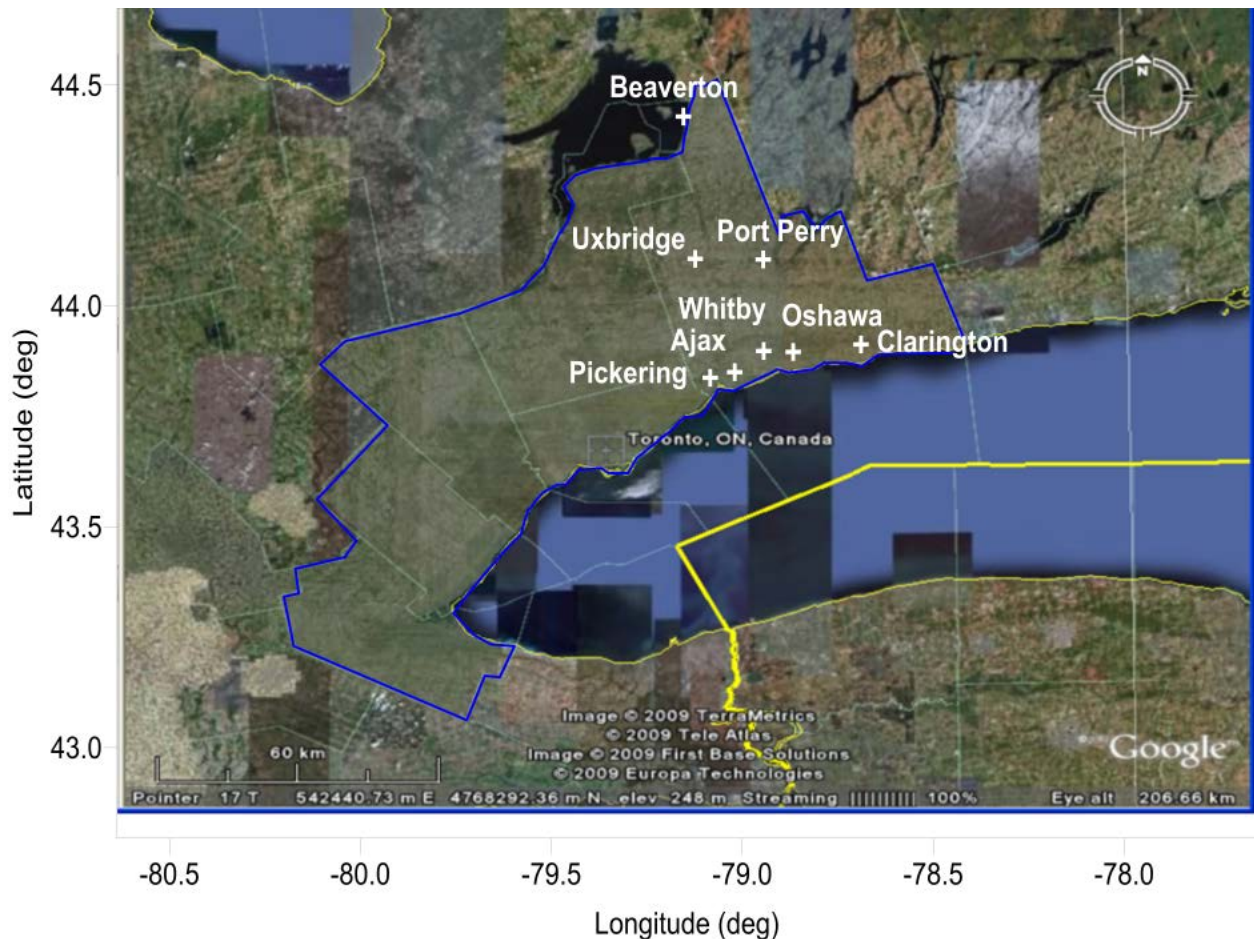 44.5
Beaverton
N
Uxbridge
Port Perry
44.0
Whitby
Oshawa
Ajax
Clarington
Pickering
Latitude (deg)
Toronto, ON, Canada
43.5
Image © 2009 TerraMetrics
© 2009 Tele Atlas
43.0
60 km
Image © 2009 First Base Solutions
Google
© 2009 Europa Technologies
Pointer 17 T 542440.73 m E 4768292.36 m N elev 248 m Streaming |||||||||| 100% Eye alt 206.66 km
-80.5 -80.0 -79.5 -79.0 -78.5 -78.0
Longitude (deg)